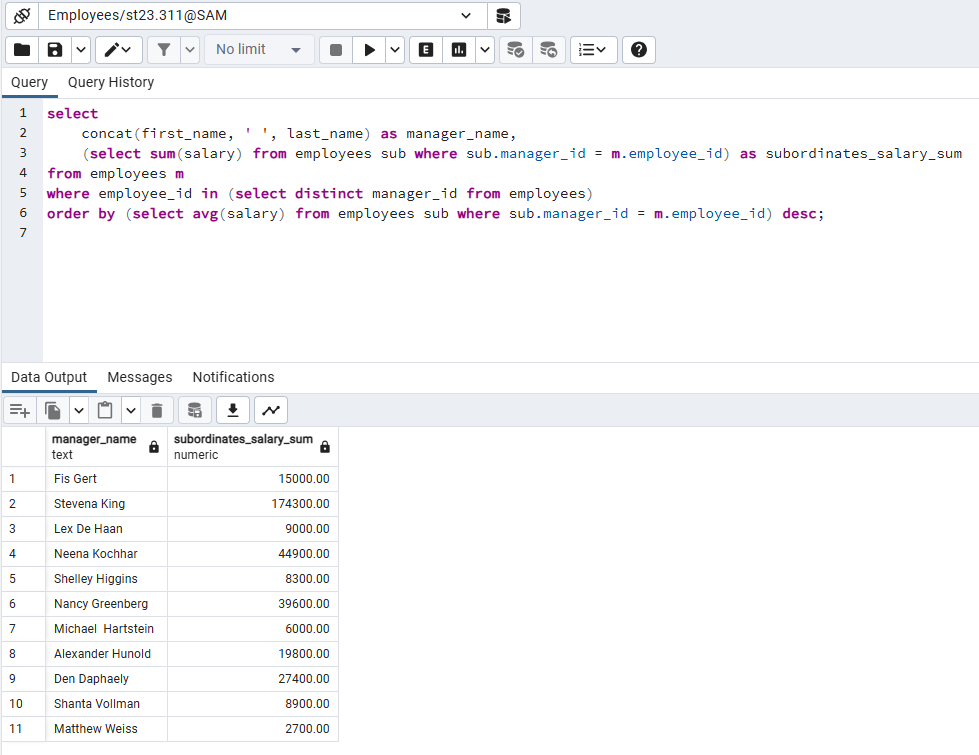 Employees/st23.311@SAM
No limit
E
Query Query History
1 select
2 concat(first_name, ' ', last_name) as manager_name,
3 (select sum(salary) from employees sub where sub.manager_id = m.employee_id) as subordinates_salary_sum
4 from employees m
5 where employee_id in (select distinct manager_id from employees)
6 order by (select avg(salary) from employees sub where sub.manager_id = m.employee_id) desc;
7
Data Output Messages Notifications
manager_name subordinates_salary_sum
text numeric
1 Fis Gert 15000.00
2 Stevena King 174300.00
3 Lex De Haan 9000.00
4 Neena Kochhar 44900.00
5 Shelley Higgins 8300.00
6 Nancy Greenberg 39600.00
7 Michael  Hartstein 6000.00
8 Alexander Hunold 19800.00
9 Den Daphaely 27400.00
10 Shanta Vollman 8900.00
11 Matthew Weiss 2700.00